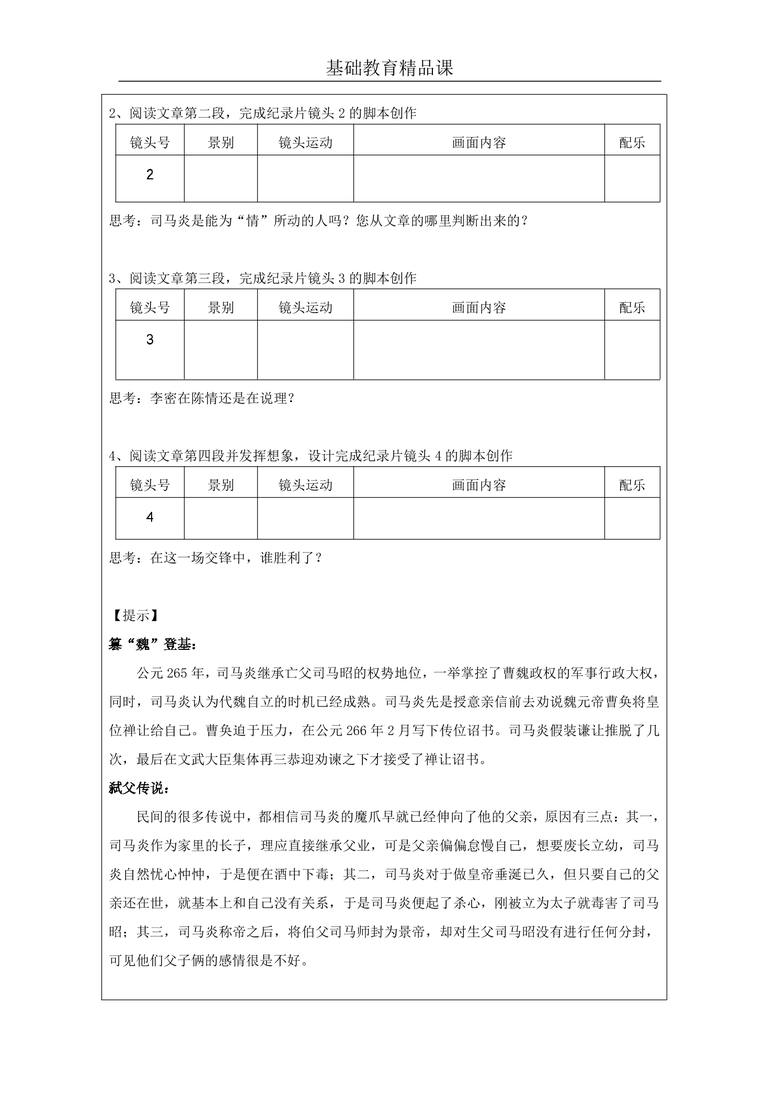 基础教育精品课
2、阅读文章第二段，完成纪录片镜头 2 的脚本创作
镜头号 景别 镜头运动 画面内容 配乐
2
思考：司马炎是能为“情”所动的人吗？您从文章的哪里判断出来的？
3、阅读文章第三段，完成纪录片镜头 3 的脚本创作
镜头号 景别 镜头运动 画面内容 配乐
3
思考：李密在陈情还是在说理？
4、阅读文章第四段并发挥想象，设计完成纪录片镜头 4 的脚本创作
镜头号 景别 镜头运动 画面内容 配乐
4
思考：在这一场交锋中，谁胜利了？
【提示】
篡“魏”登基：
公元 265 年，司马炎继承亡父司马昭的权势地位，一举掌控了曹魏政权的军事行政大权，
同时，司马炎认为代魏自立的时机已经成熟。司马炎先是授意亲信前去劝说魏元帝曹奂将皇
位禅让给自己。曹奂迫于压力，在公元 266 年 2 月写下传位诏书。司马炎假装谦让推脱了几
次，最后在文武大臣集体再三恭迎劝谏之下才接受了禅让诏书。
弑父传说：
民间的很多传说中，都相信司马炎的魔爪早就已经伸向了他的父亲，原因有三点：其一，
司马炎作为家里的长子，理应直接继承父业，可是父亲偏偏怠慢自己，想要废长立幼，司马
炎自然忧心忡忡，于是便在酒中下毒；其二，司马炎对于做皇帝垂涎已久，但只要自己的父
亲还在世，就基本上和自己没有关系，于是司马炎便起了杀心，刚被立为太子就毒害了司马
昭；其三，司马炎称帝之后，将伯父司马师封为景帝，却对生父司马昭没有进行任何分封，
可见他们父子俩的感情很是不好。